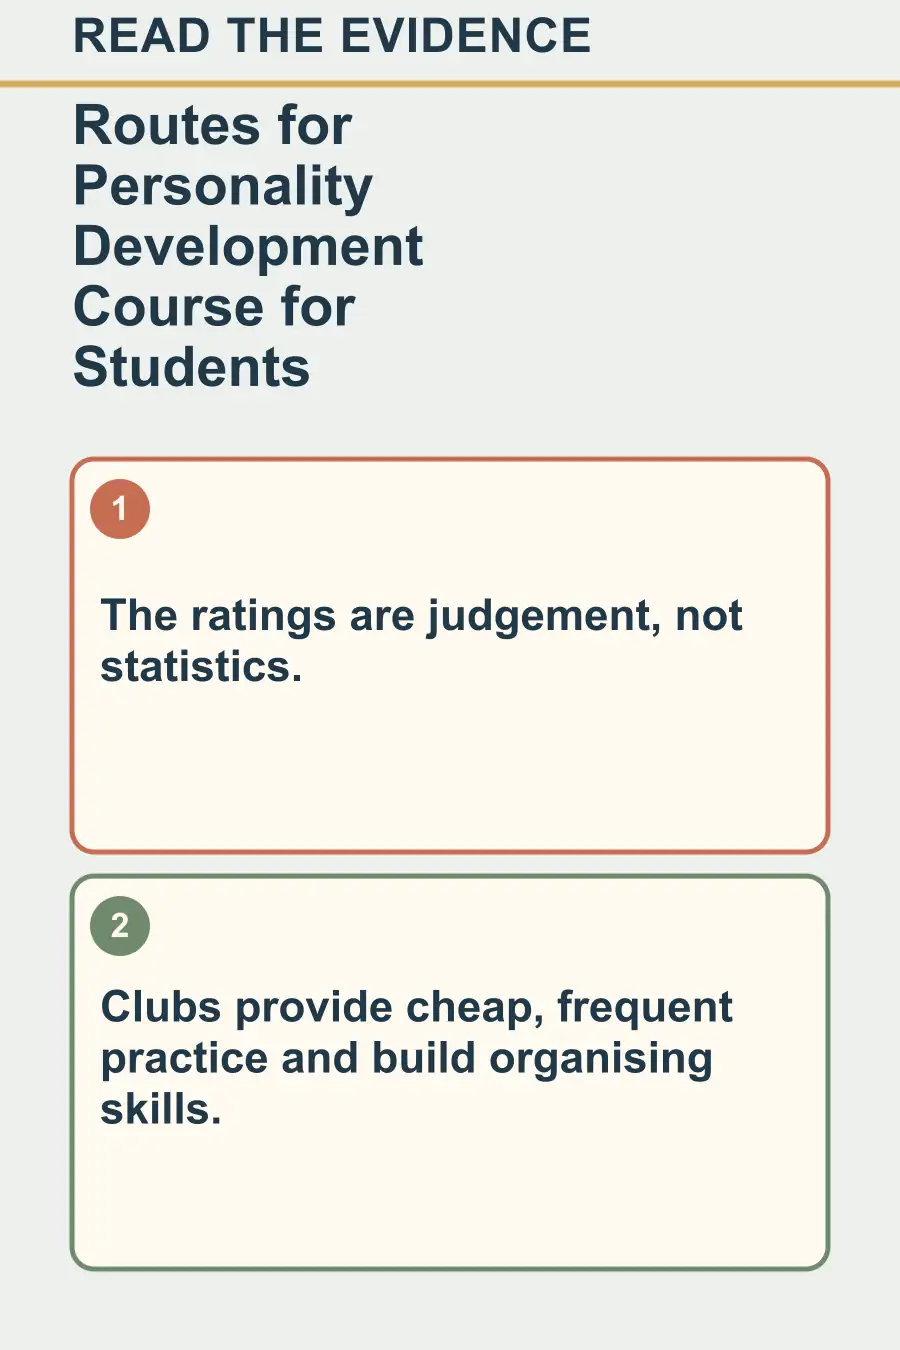 READ THE EVIDENCE
Routes for
Personality
Development
Course for
Students
1
The ratings are judgement, not
statistics.
2
Clubs provide cheap, frequent
practice and build organising
skills.